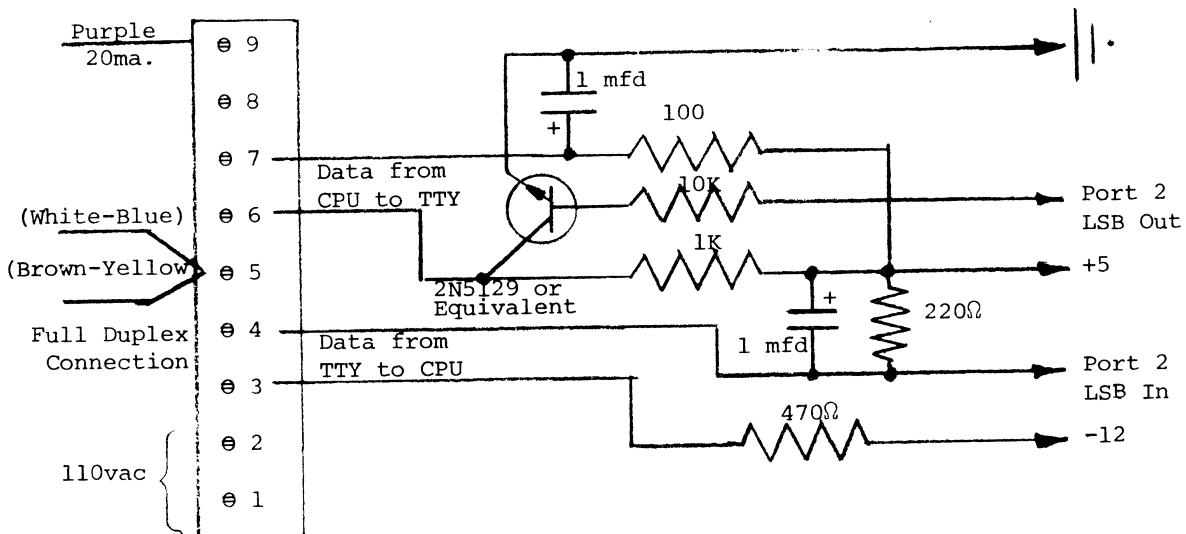 Purple
20ma.
9
8
7
6
5
4
3
2
1
1 mfd
+
100
Data from
CPU to TTY
10K
Port 2
LSB Out
(White-Blue)
1K
(Brown-Yellow
+5
2N5129 or
Equivalent
+
220Ω
1 mfd
Full Duplex
Connection
Data from
TTY to CPU
Port 2
LSB In
470Ω
-12
110vac